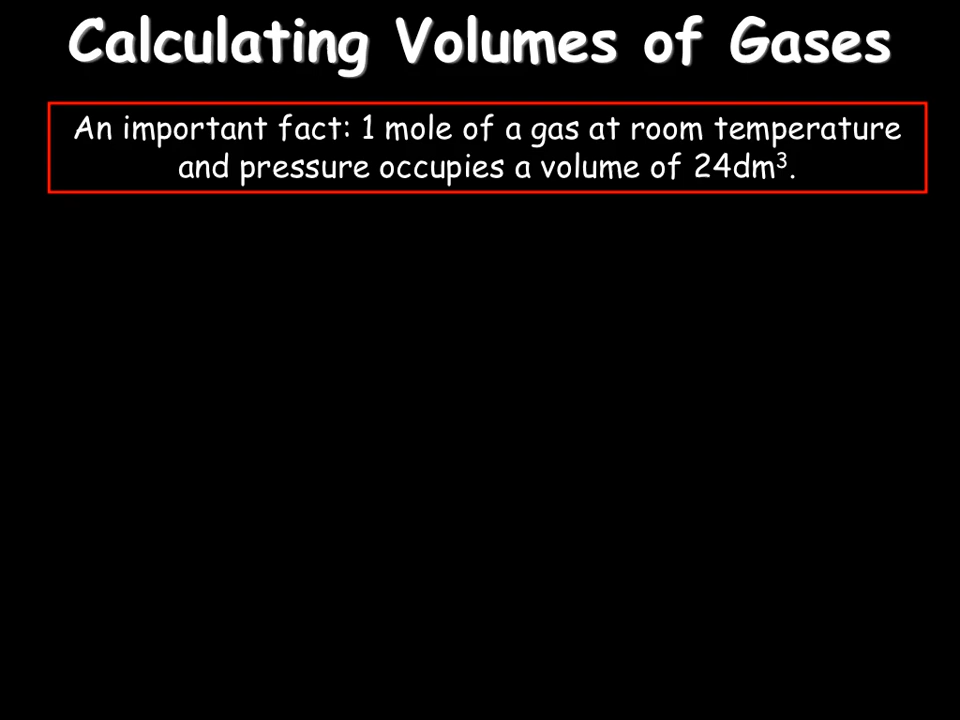 Calculating Volumes of Gases
An important fact: 1 mole of a gas at room temperature
and pressure occupies a volume of 24dm³.